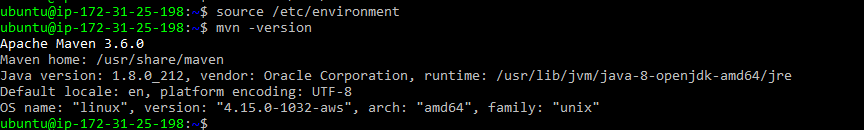 ubuntu@ip-172-31-25-198:~$ source /etc/environment
ubuntu@ip-172-31-25-198:~$ mvn -version
Apache Maven 3.6.0
Maven home: /usr/share/maven
Java version: 1.8.0_212, vendor: Oracle Corporation, runtime: /usr/lib/jvm/java-8-openjdk-amd64/jre
Default locale: en, platform encoding: UTF-8
OS name: "linux", version: "4.15.0-1032-aws", arch: "amd64", family: "unix"
ubuntu@ip-172-31-25-198:~$